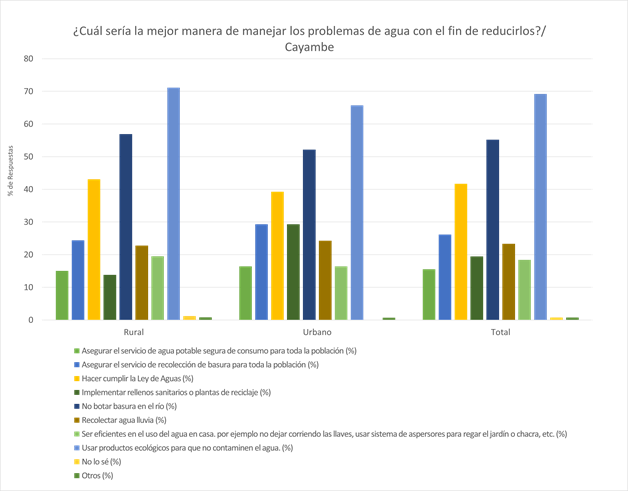 ¿Cuál sería la mejor manera de manejar los problemas de agua con el fin de reducirlos?/
Cayambe
80
70
60
50
40
30
20
10
0
% de Respuestas
Rural
Urbano
Total
Asegurar el servicio de agua potable segura de consumo para toda la población (%)
Asegurar el servicio de recolección de basura para toda la población (%)
Hacer cumplir la Ley de Aguas (%)
Implementar rellenos sanitarios o plantas de reciclaje (%)
No botar basura en el río (%)
Recolectar agua lluvia (%)
Ser eficientes en el uso del agua en casa. por ejemplo no dejar corriendo las llaves, usar sistema de aspersores para regar el jardín o chacra, etc. (%)
Usar productos ecológicos para que no contaminen el agua. (%)
No lo sé (%)
Otros (%)